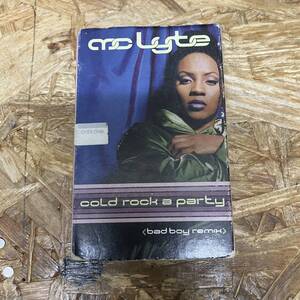 mc lyte
cold rock a party
<bad boy remix>